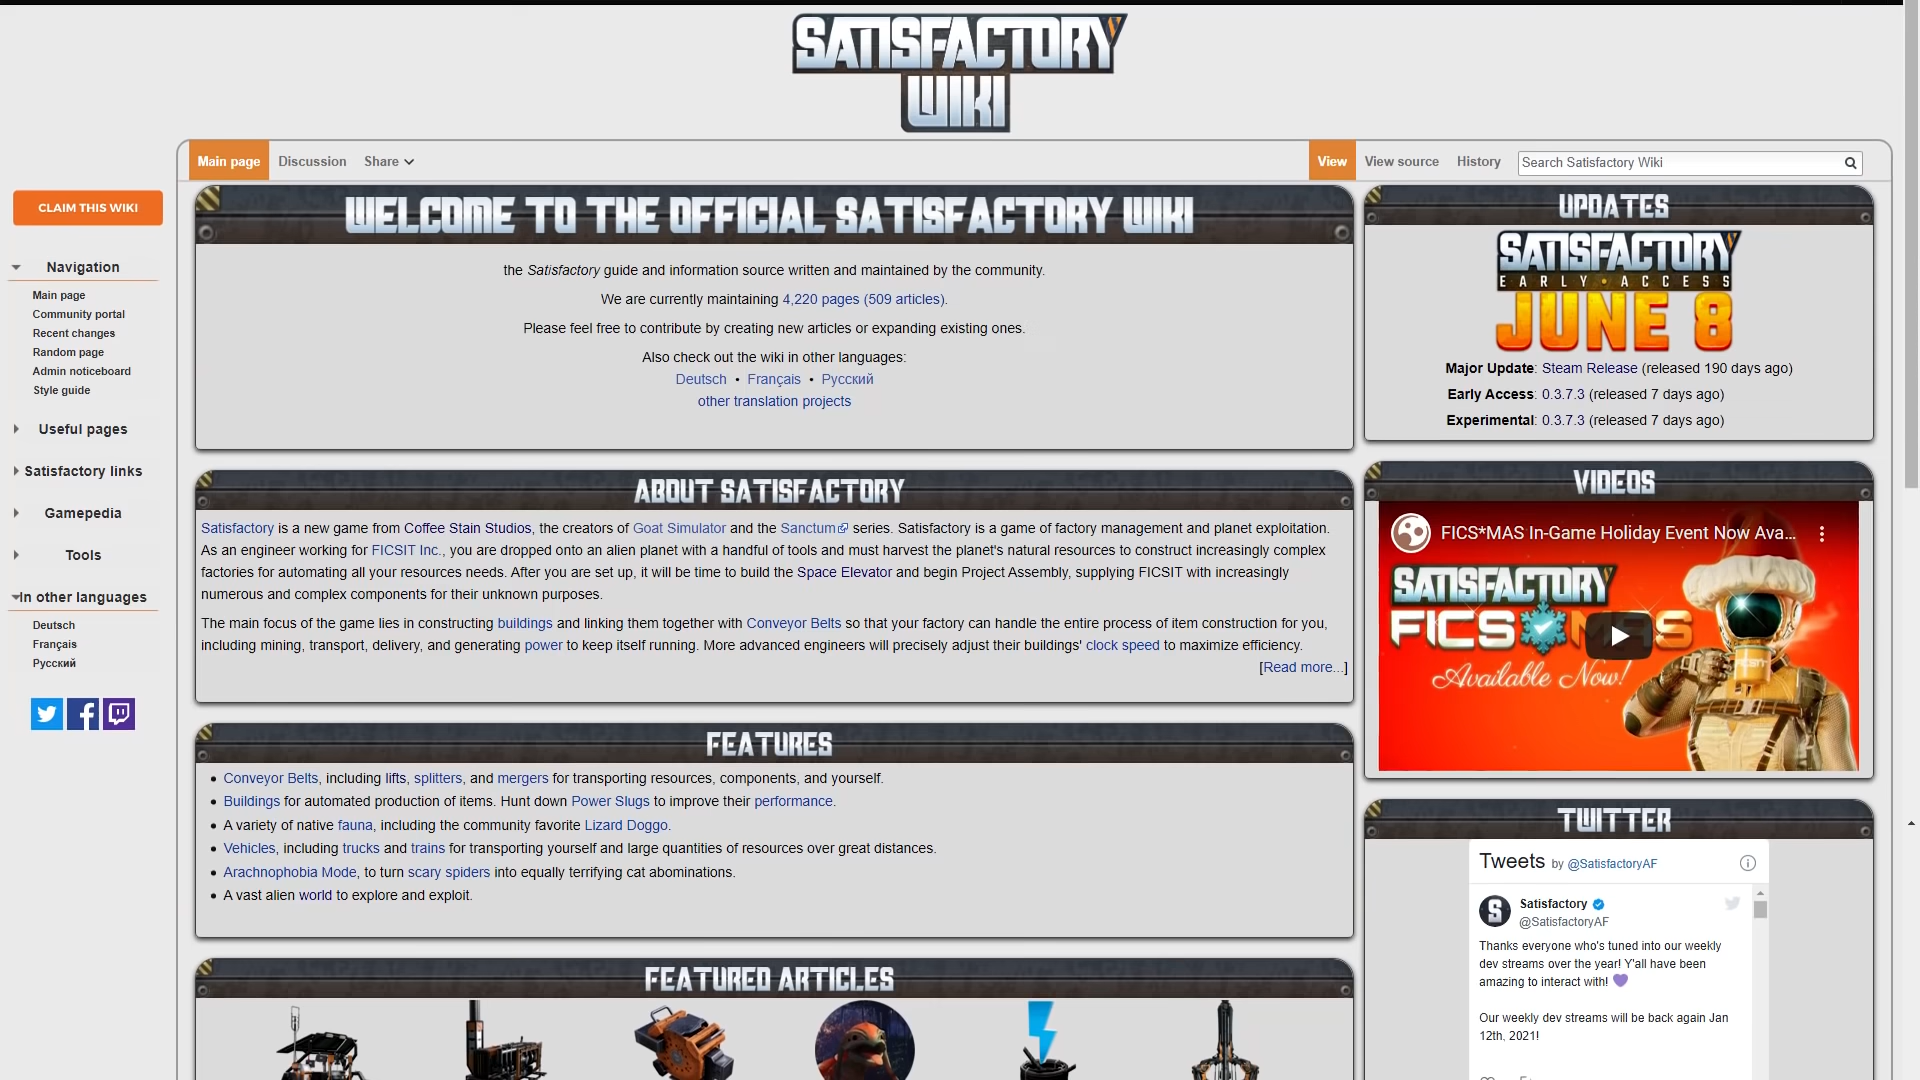 SATISFACTORY
WIKI
Main page
Discussion
Share
View
View source
History
Search Satisfactory Wiki
CLAIM THIS WIKI
Navigation
Main page
Community portal
Recent changes
Random page
Admin noticeboard
Style guide
Useful pages
Satisfactory links
Gamepedia
Tools
In other languages
Deutsch
Français
Русский
WELCOME TO THE OFFICIAL SATISFACTORY WIKI
the Satisfactory guide and information source written and maintained by the community.
We are currently maintaining 4,220 pages (509 articles).
Please feel free to contribute by creating new articles or expanding existing ones.
Also check out the wiki in other languages:
Deutsch • Français • Русский
other translation projects
ABOUT SATISFACTORY
Satisfactory is a new game from Coffee Stain Studios, the creators of Goat Simulator and the Sanctum series. Satisfactory is a game of factory management and planet exploitation.
As an engineer working for FICSIT Inc., you are dropped onto an alien planet with a handful of tools and must harvest the planet's natural resources to construct increasingly complex
factories for automating all your resources needs. After you are set up, it will be time to build the Space Elevator and begin Project Assembly, supplying FICSIT with increasingly
numerous and complex components for their unknown purposes.
The main focus of the game lies in constructing buildings and linking them together with Conveyor Belts so that your factory can handle the entire process of item construction for you,
including mining, transport, delivery, and generating power to keep itself running. More advanced engineers will precisely adjust their buildings' clock speed to maximize efficiency.
[Read more...]
FEATURES
• Conveyor Belts, including lifts, splitters, and mergers for transporting resources, components, and yourself.
• Buildings for automated production of items. Hunt down Power Slugs to improve their performance.
• A variety of native fauna, including the community favorite Lizard Doggo.
• Vehicles, including trucks and trains for transporting yourself and large quantities of resources over great distances.
• Arachnophobia Mode, to turn scary spiders into equally terrifying cat abominations.
• A vast alien world to explore and exploit.
FEATURED ARTICLES
UPDATES
SATISFACTORY
EARLY • ACCESS
JUNE 8
Major Update: Steam Release (released 190 days ago)
Early Access: 0.3.7.3 (released 7 days ago)
Experimental: 0.3.7.3 (released 7 days ago)
VIDEOS
FICS*MAS In-Game Holiday Event Now Ava...
SATISFACTORY
FICS MAS
Available Now!
FICSIT
TWITTER
Tweets by @SatisfactoryAF
Satisfactory
@SatisfactoryAF
Thanks everyone who's tuned into our weekly
dev streams over the year! Y'all have been
amazing to interact with! 💜
Our weekly dev streams will be back again Jan
12th, 2021!